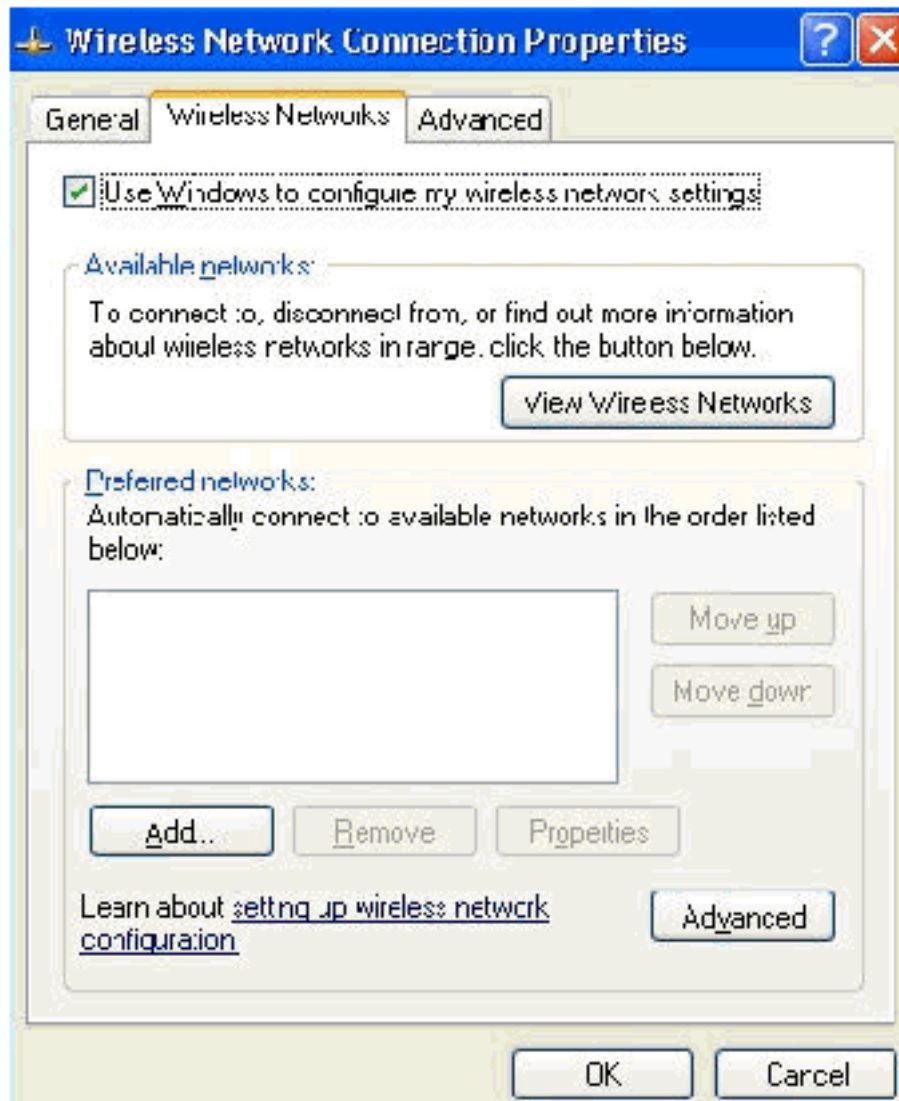 Wireless Network Connection Properties
General
Wireless Networks
Advanced
Use Windows to configure my wireless network settings
Available networks:
To connect to, disconnect from, or find out more information
about wireless networks in range, click the button below.
View Wireless Networks
Preferred networks:
Automatically connect to available networks in the order listed
below:
Move up
Move down
Add...
Remove
Properties
Learn about setting up wireless network
configuration.
Advanced
OK
Cancel